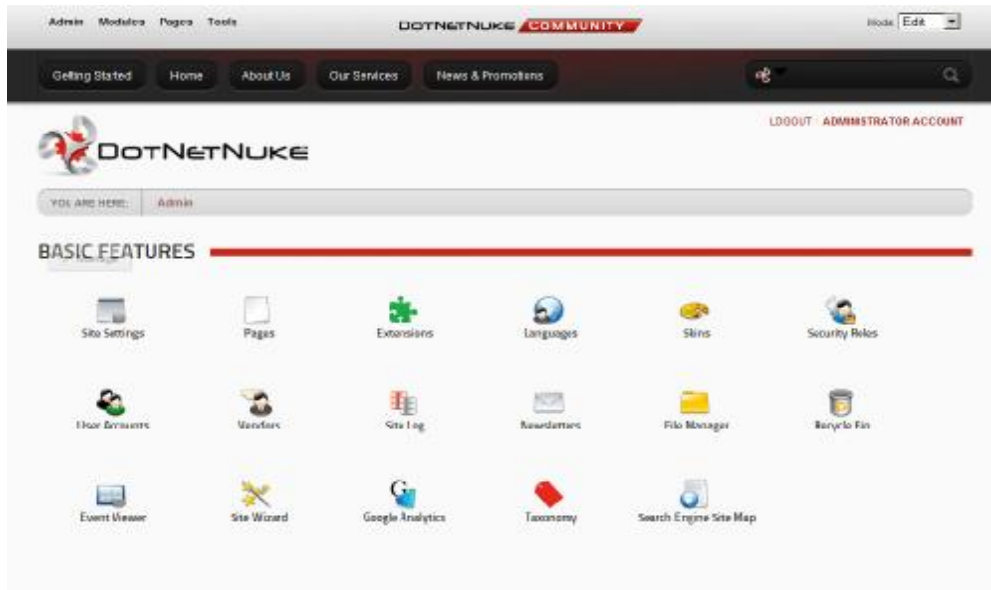 Admin Modules Pages Tools DOTNETNUKE COMMUNITY Mode: Edit
Getting Started Home About Us Our Services News & Promotions
LOGOUT ADMINISTRATOR ACCOUNT
DOTNETNUKE
YOU ARE HERE: Admin
BASIC FEATURES
Site Settings Pages Extensions Languages Skins Security Roles
User Accounts Vendors Site Log Newsletters File Manager Recycle Bin
Event Viewer Site Wizard Google Analytics Taxonomy Search Engine Site Map